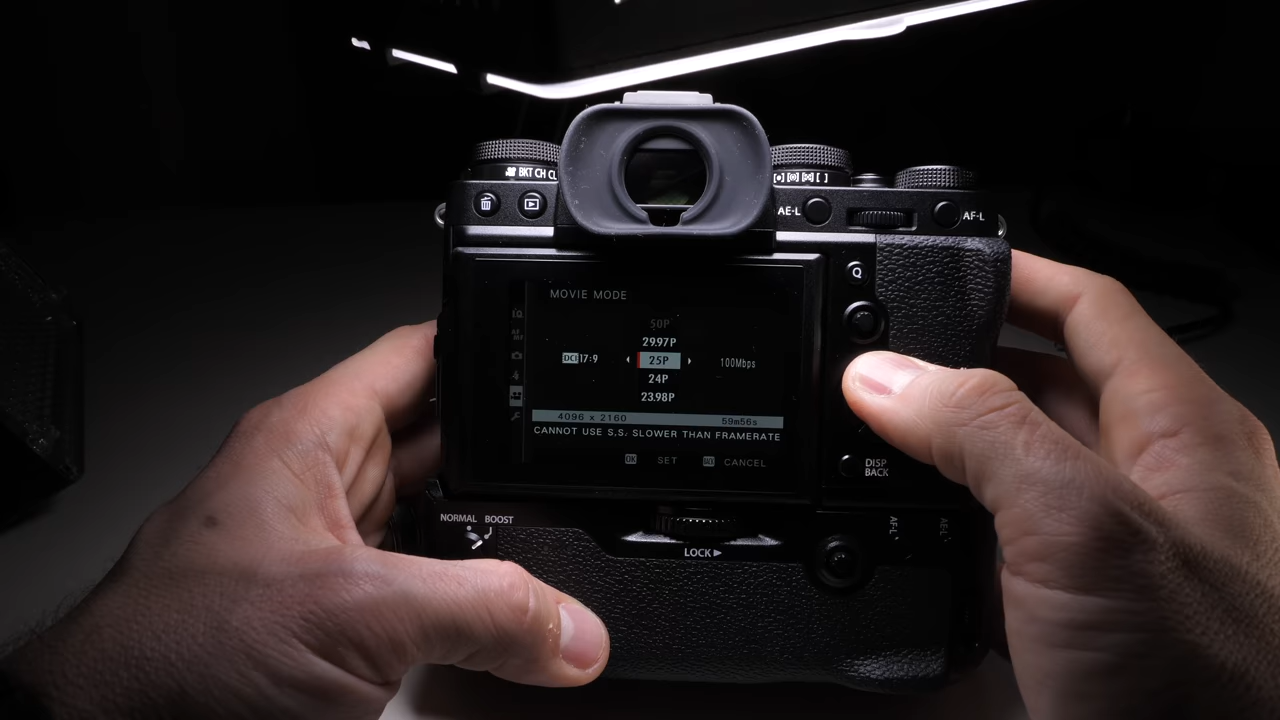 BKT CH CL
[•] [◎] [⋈] [ ]
AE-L
AF-L
Q
MOVIE MODE
50P
29.97P
DCI 17:9
25P
100Mbps
24P
23.98P
4096 x 2160 59m56s
CANNOT USE S.S. SLOWER THAN FRAMERATE
OK SET
CANCEL
DISP
BACK
NORMAL BOOST
LOCK▶
AF-L